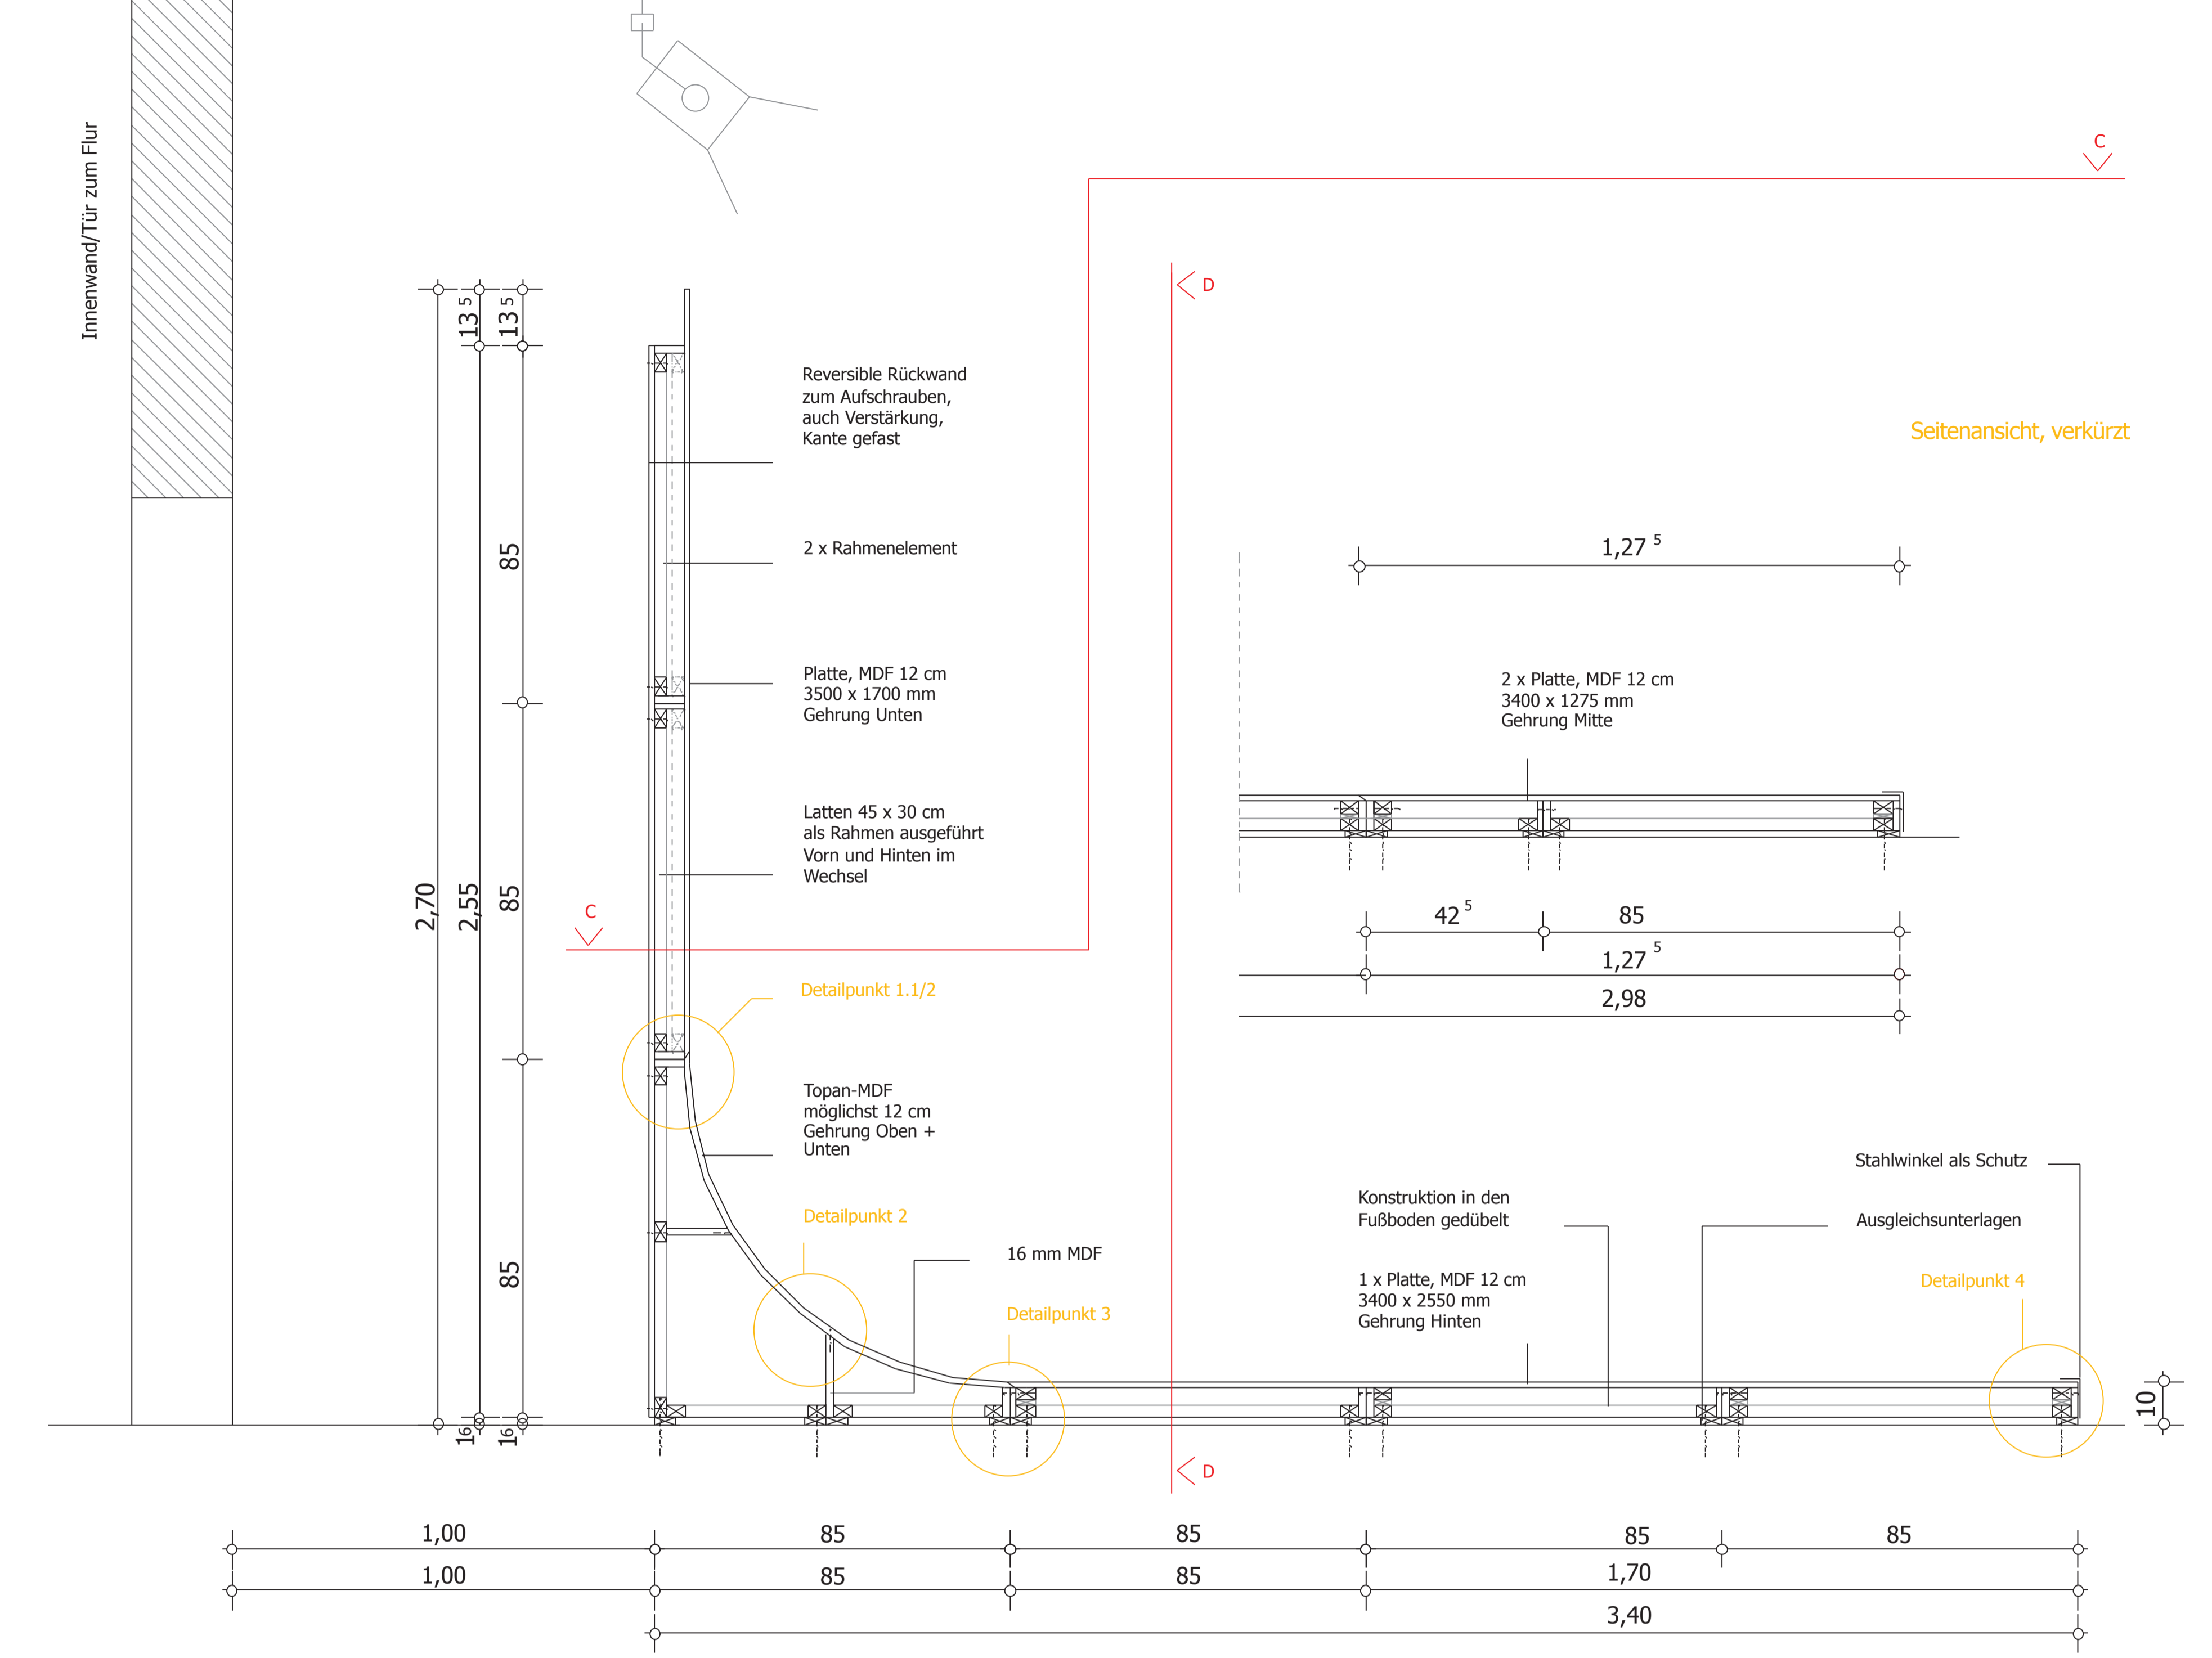 Innenwand/Tür zum Flur
C
D
13 5
13 5
Reversible Rückwand
zum Aufschrauben,
auch Verstärkung,
Kante gefast
Seitenansicht, verkürzt
85
2 x Rahmenelement
1,27 5
Platte, MDF 12 cm
3500 x 1700 mm
Gehrung Unten
2 x Platte, MDF 12 cm
3400 x 1275 mm
Gehrung Mitte
Latten 45 x 30 cm
als Rahmen ausgeführt
Vorn und Hinten im
Wechsel
2,70
2,55
85
C
42 5
85
1,27 5
2,98
Detailpunkt 1.1/2
Topan-MDF
möglichst 12 cm
Gehrung Oben +
Unten
Stahlwinkel als Schutz
Detailpunkt 2
Konstruktion in den
Fußboden gedübelt
Ausgleichsunterlagen
16 mm MDF
85
1 x Platte, MDF 12 cm
3400 x 2550 mm
Gehrung Hinten
Detailpunkt 4
Detailpunkt 3
10
16
16
D
1,00
85
85
85
85
1,00
85
85
1,70
3,40